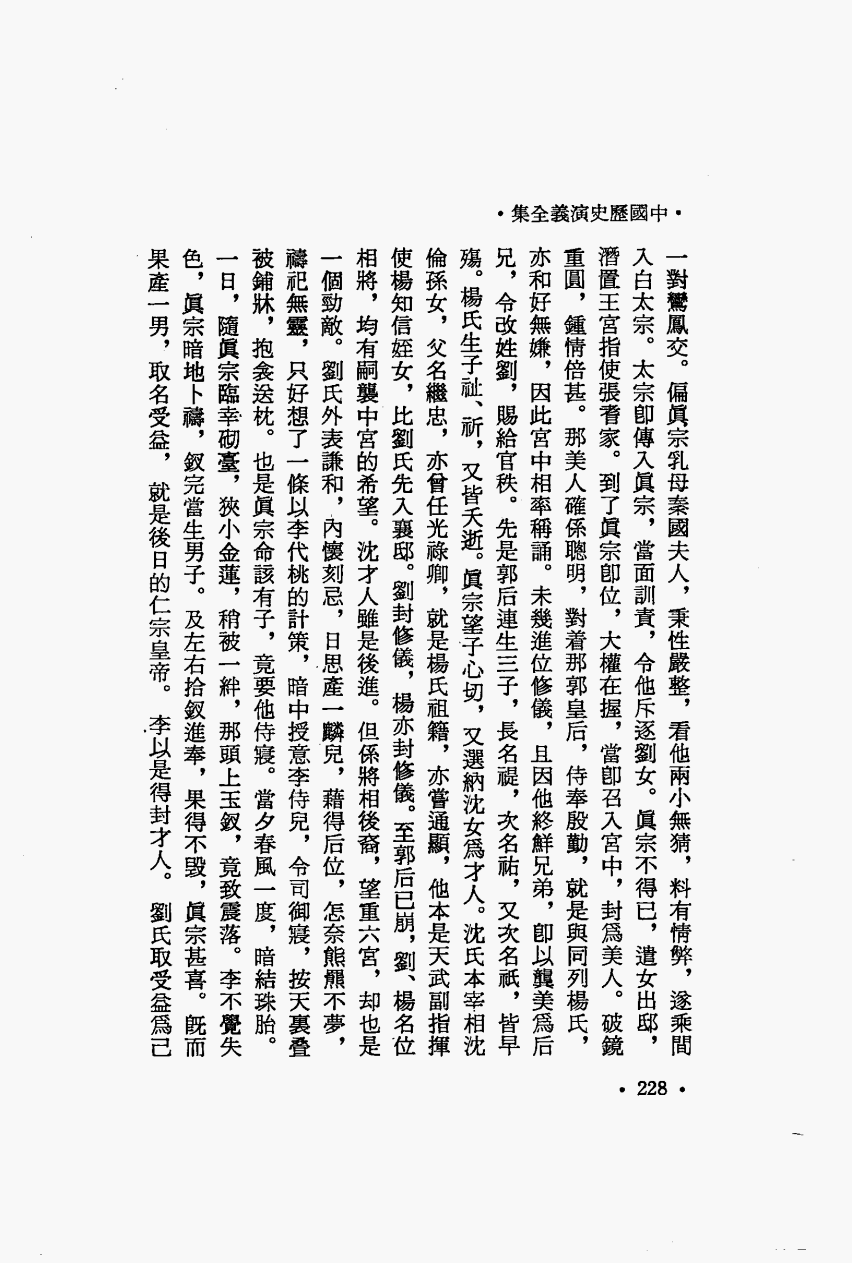 ·中國歷史演義全集·
一對鸞鳳交。偏眞宗乳母秦國夫人，秉性嚴整，看他兩小無猜，料有情弊，遂乘間
入白太宗。太宗卽傳入眞宗，當面訓責，令他斥逐劉女。眞宗不得已，遣女出邸，
潛置王宮指使張耆家。到了眞宗卽位，大權在握，當卽召入宮中，封爲美人。破鏡
重圓，鍾情倍甚。那美人確係聰明，對着那郭皇后，侍奉殷勤，就是與同列楊氏，
亦和好無嫌，因此宮中相率稱誦。未幾進位修儀，且因他終鮮兄弟，卽以龔美爲后
兄，令改姓劉，賜給官秩。先是郭后連生三子，長名禔，次名祐，又次名祇，皆早
殤。楊氏生子祉、祈，又皆夭逝。眞宗望子心切，又選納沈女爲才人。沈氏本宰相沈
倫孫女，父名繼忠，亦曾任光祿卿，就是楊氏祖籍，亦嘗通顯，他本是天武副指揮
使楊知信姪女，比劉氏先入襄邸。劉封修儀，楊亦封修儀。至郭后已崩，劉、楊名位
相將，均有嗣襲中宮的希望。沈才人雖是後進。但係將相後裔，望重六宮，却也是
一個勁敵。劉氏外表謙和，內懷刻忌，日思產一麟兒，藉得后位，怎奈熊羆不夢，
禱祀無靈，只好想了一條以李代桃的計策，暗中授意李侍兒，令司御寢，按天裏疊
被鋪牀，抱衾送枕。也是眞宗命該有子，竟要他侍寢。當夕春風一度，暗結珠胎。
一日，隨眞宗臨幸砌臺，狹小金蓮，稍被一絆，那頭上玉釵，竟致震落。李不覺失
色，眞宗暗地卜禱，釵完當生男子。及左右拾釵進奉，果得不毀，眞宗甚喜。旣而
果產一男，取名受益，就是後日的仁宗皇帝。李以是得封才人。劉氏取受益爲己
·228·